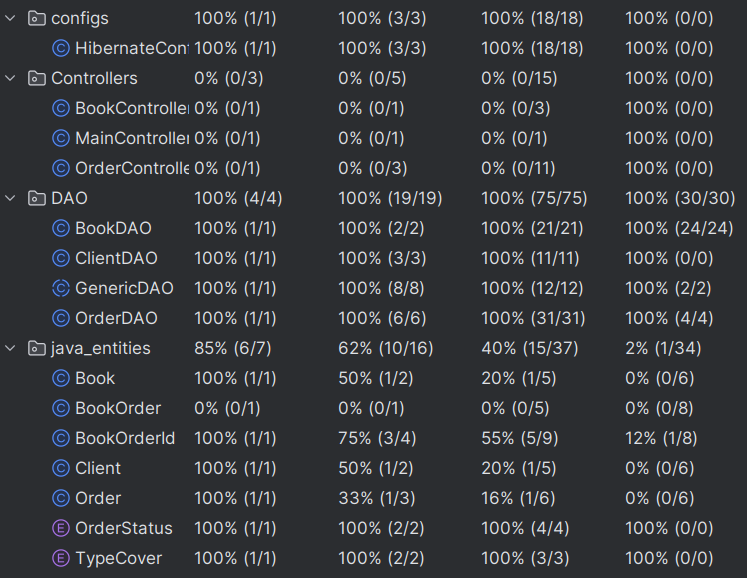 configs 100% (1/1) 100% (3/3) 100% (18/18) 100% (0/0)
HibernateCon 100% (1/1) 100% (3/3) 100% (18/18) 100% (0/0)
Controllers 0% (0/3) 0% (0/5) 0% (0/15) 100% (0/0)
BookController 0% (0/1) 0% (0/1) 0% (0/3) 100% (0/0)
MainController 0% (0/1) 0% (0/1) 0% (0/1) 100% (0/0)
OrderControlle 0% (0/1) 0% (0/3) 0% (0/11) 100% (0/0)
DAO 100% (4/4) 100% (19/19) 100% (75/75) 100% (30/30)
BookDAO 100% (1/1) 100% (2/2) 100% (21/21) 100% (24/24)
ClientDAO 100% (1/1) 100% (3/3) 100% (11/11) 100% (0/0)
GenericDAO 100% (1/1) 100% (8/8) 100% (12/12) 100% (2/2)
OrderDAO 100% (1/1) 100% (6/6) 100% (31/31) 100% (4/4)
java_entities 85% (6/7) 62% (10/16) 40% (15/37) 2% (1/34)
Book 100% (1/1) 50% (1/2) 20% (1/5) 0% (0/6)
BookOrder 0% (0/1) 0% (0/1) 0% (0/5) 0% (0/8)
BookOrderId 100% (1/1) 75% (3/4) 55% (5/9) 12% (1/8)
Client 100% (1/1) 50% (1/2) 20% (1/5) 0% (0/6)
Order 100% (1/1) 33% (1/3) 16% (1/6) 0% (0/6)
OrderStatus 100% (1/1) 100% (2/2) 100% (4/4) 100% (0/0)
TypeCover 100% (1/1) 100% (2/2) 100% (3/3) 100% (0/0)